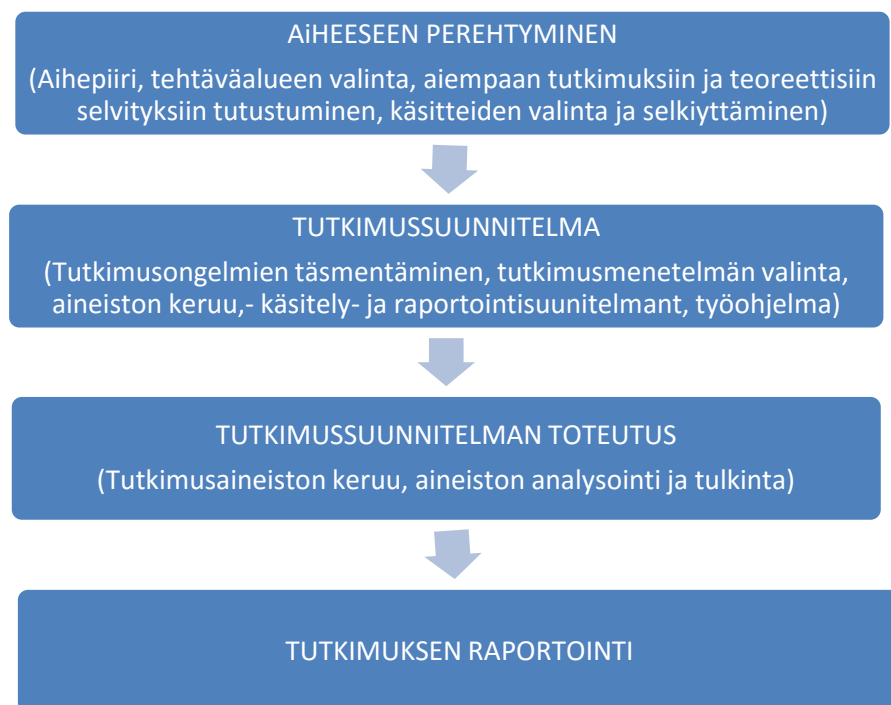 AiHEESEEN PEREHTYMINEN
(Aihepiiri, tehtäväalueen valinta, aiempaan tutkimuksiin ja teoreettisiin
selvityksiin tutustuminen, käsitteiden valinta ja selkiyttäminen)
TUTKIMUSSUUNNITELMA
(Tutkimusongelmien täsmentäminen, tutkimusmenetelmän valinta,
aineiston keruu,- käsitely- ja raportointisuunitelmant, työohjelma)
TUTKIMUSSUUNNITELMAN TOTEUTUS
(Tutkimusaineiston keruu, aineiston analysointi ja tulkinta)
TUTKIMUKSEN RAPORTOINTI